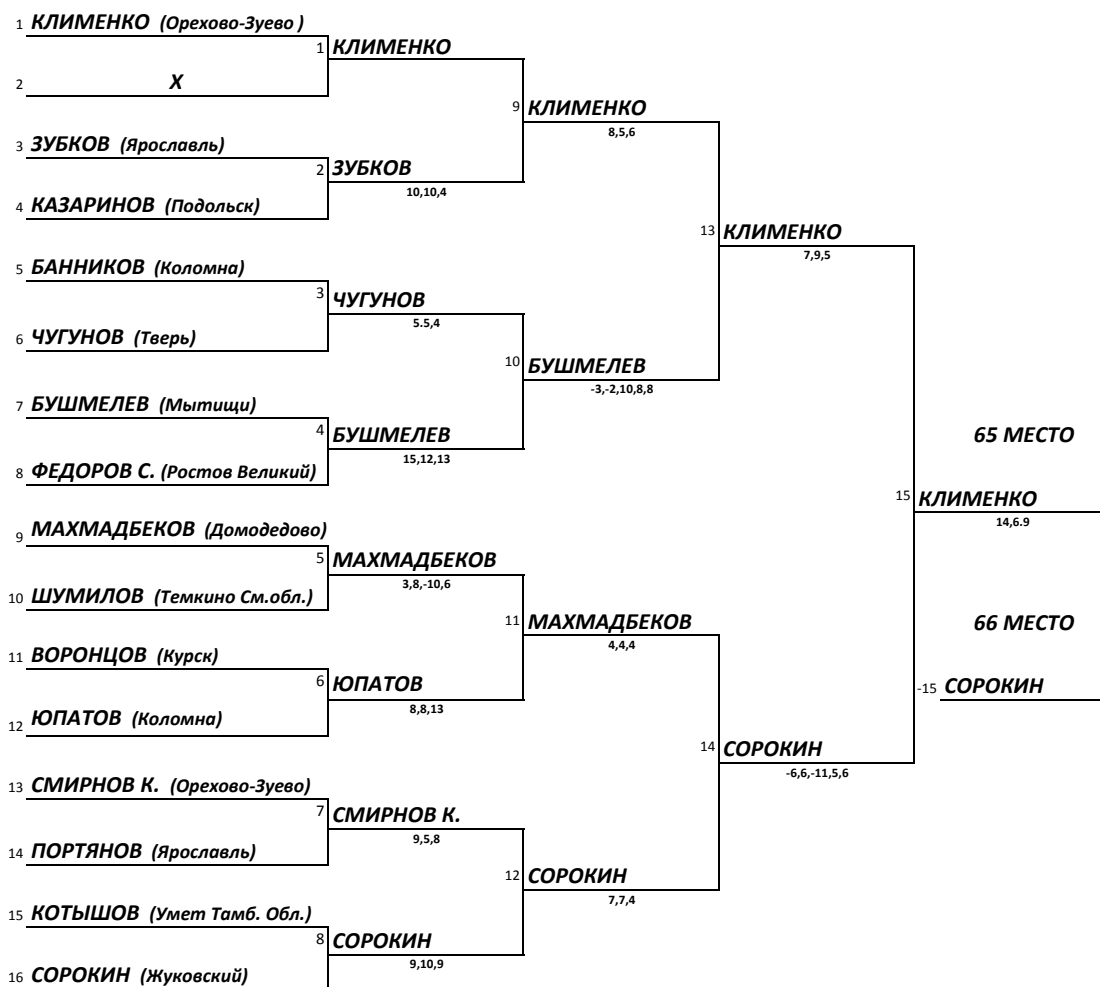 1 КЛИМЕНКО (Орехово-Зуево )
1 КЛИМЕНКО
2 X
9 КЛИМЕНКО
8,5,6
3 ЗУБКОВ (Ярославль)
2 ЗУБКОВ
10,10,4
4 КАЗАРИНОВ (Подольск)
13 КЛИМЕНКО
7,9,5
5 БАННИКОВ (Коломна)
3 ЧУГУНОВ
5.5,4
6 ЧУГУНОВ (Тверь)
10 БУШМЕЛЕВ
-3,-2,10,8,8
7 БУШМЕЛЕВ (Мытищи)
4 БУШМЕЛЕВ
15,12,13
65 МЕСТО
8 ФЕДОРОВ С. (Ростов Великий)
15 КЛИМЕНКО
14,6.9
9 МАХМАДБЕКОВ (Домодедово)
5 МАХМАДБЕКОВ
3,8,-10,6
10 ШУМИЛОВ (Темкино См.обл.)
11 МАХМАДБЕКОВ
4,4,4
66 МЕСТО
11 ВОРОНЦОВ (Курск)
6 ЮПАТОВ
8,8,13
-15 СОРОКИН
12 ЮПАТОВ (Коломна)
14 СОРОКИН
-6,6,-11,5,6
13 СМИРНОВ К. (Орехово-Зуево)
7 СМИРНОВ К.
9,5,8
14 ПОРТЯНОВ (Ярославль)
12 СОРОКИН
7,7,4
15 КОТЫШОВ (Умет Тамб. Обл.)
8 СОРОКИН
9,10,9
16 СОРОКИН (Жуковский)